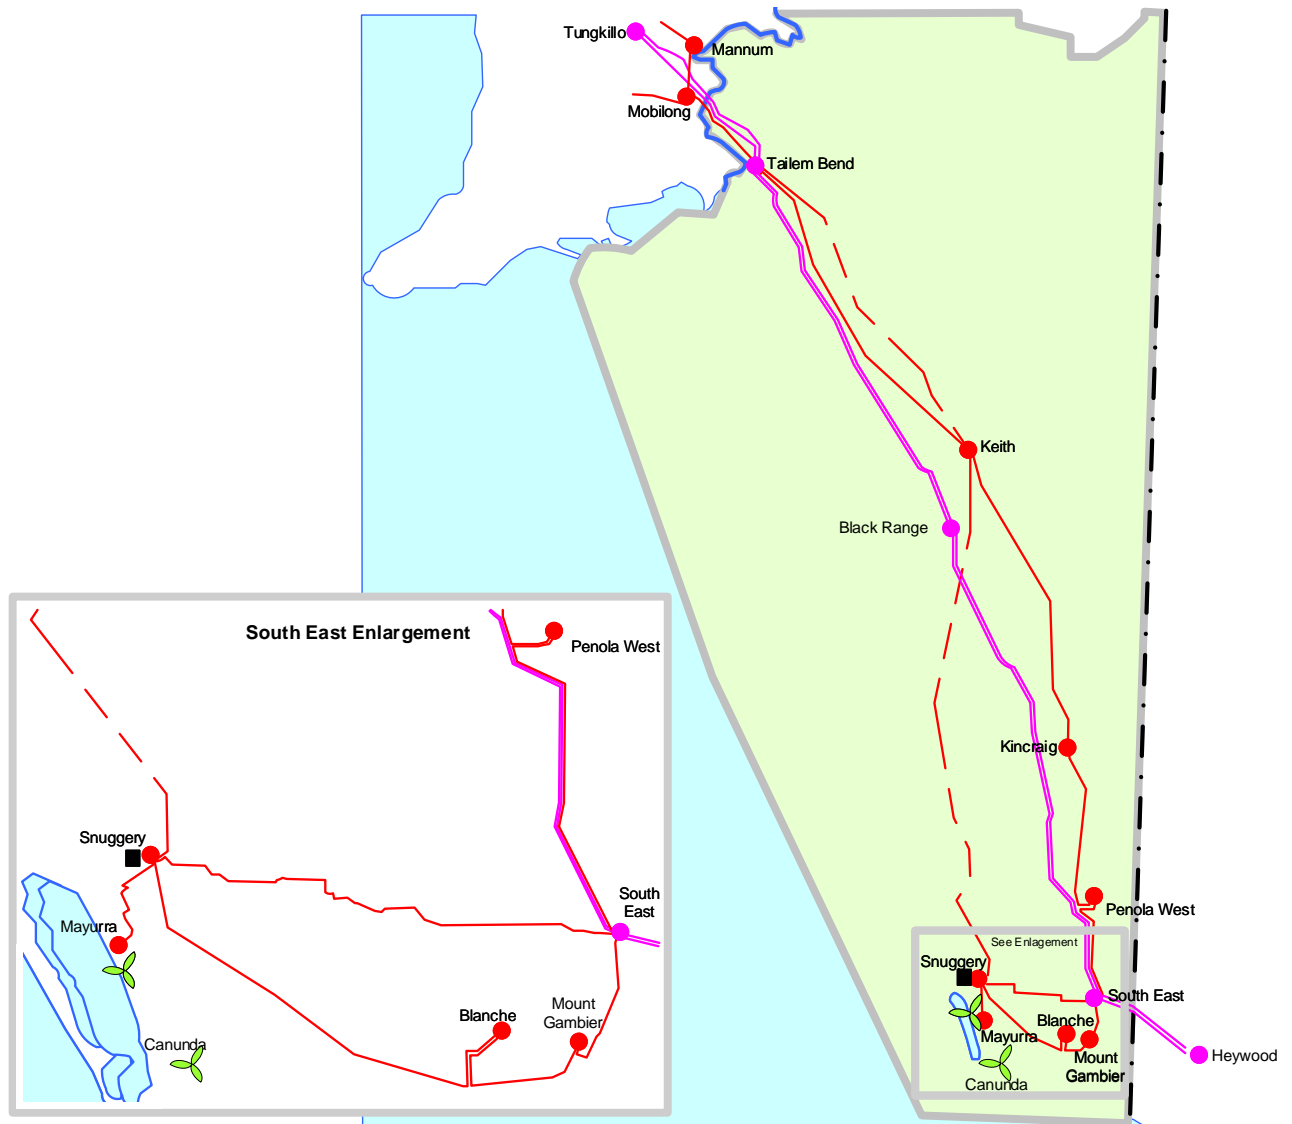 Tungkillo
Mannum
Mobilong
Tailem Bend
Keith
Black Range
Kincraig
Penola West
See Enlagement
Snuggery
South East
Mayurra
Blanche
Mount
Gambier
Canunda
Heywood
South East Enlargement
Penola West
Snuggery
South
East
Mayurra
Blanche
Mount
Gambier
Canunda